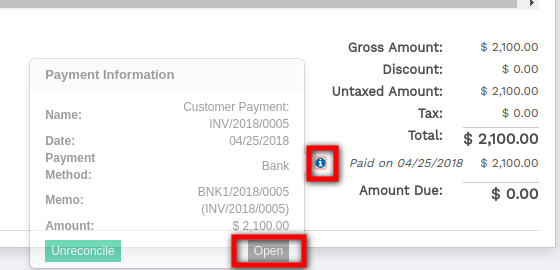 Payment Information
Name: Customer Payment:
INV/2018/0005
Date: 04/25/2018
Payment
Method: Bank
Memo: BNK1/2018/0005
(INV/2018/0005)
Amount: $ 2,100.00
Unreconcile Open
Gross Amount: $ 2,100.00
Discount: $ 0.00
Untaxed Amount: $ 2,100.00
Tax: $ 0.00
Total: $ 2,100.00
Paid on 04/25/2018 $ 2,100.00
Amount Due: $ 0.00